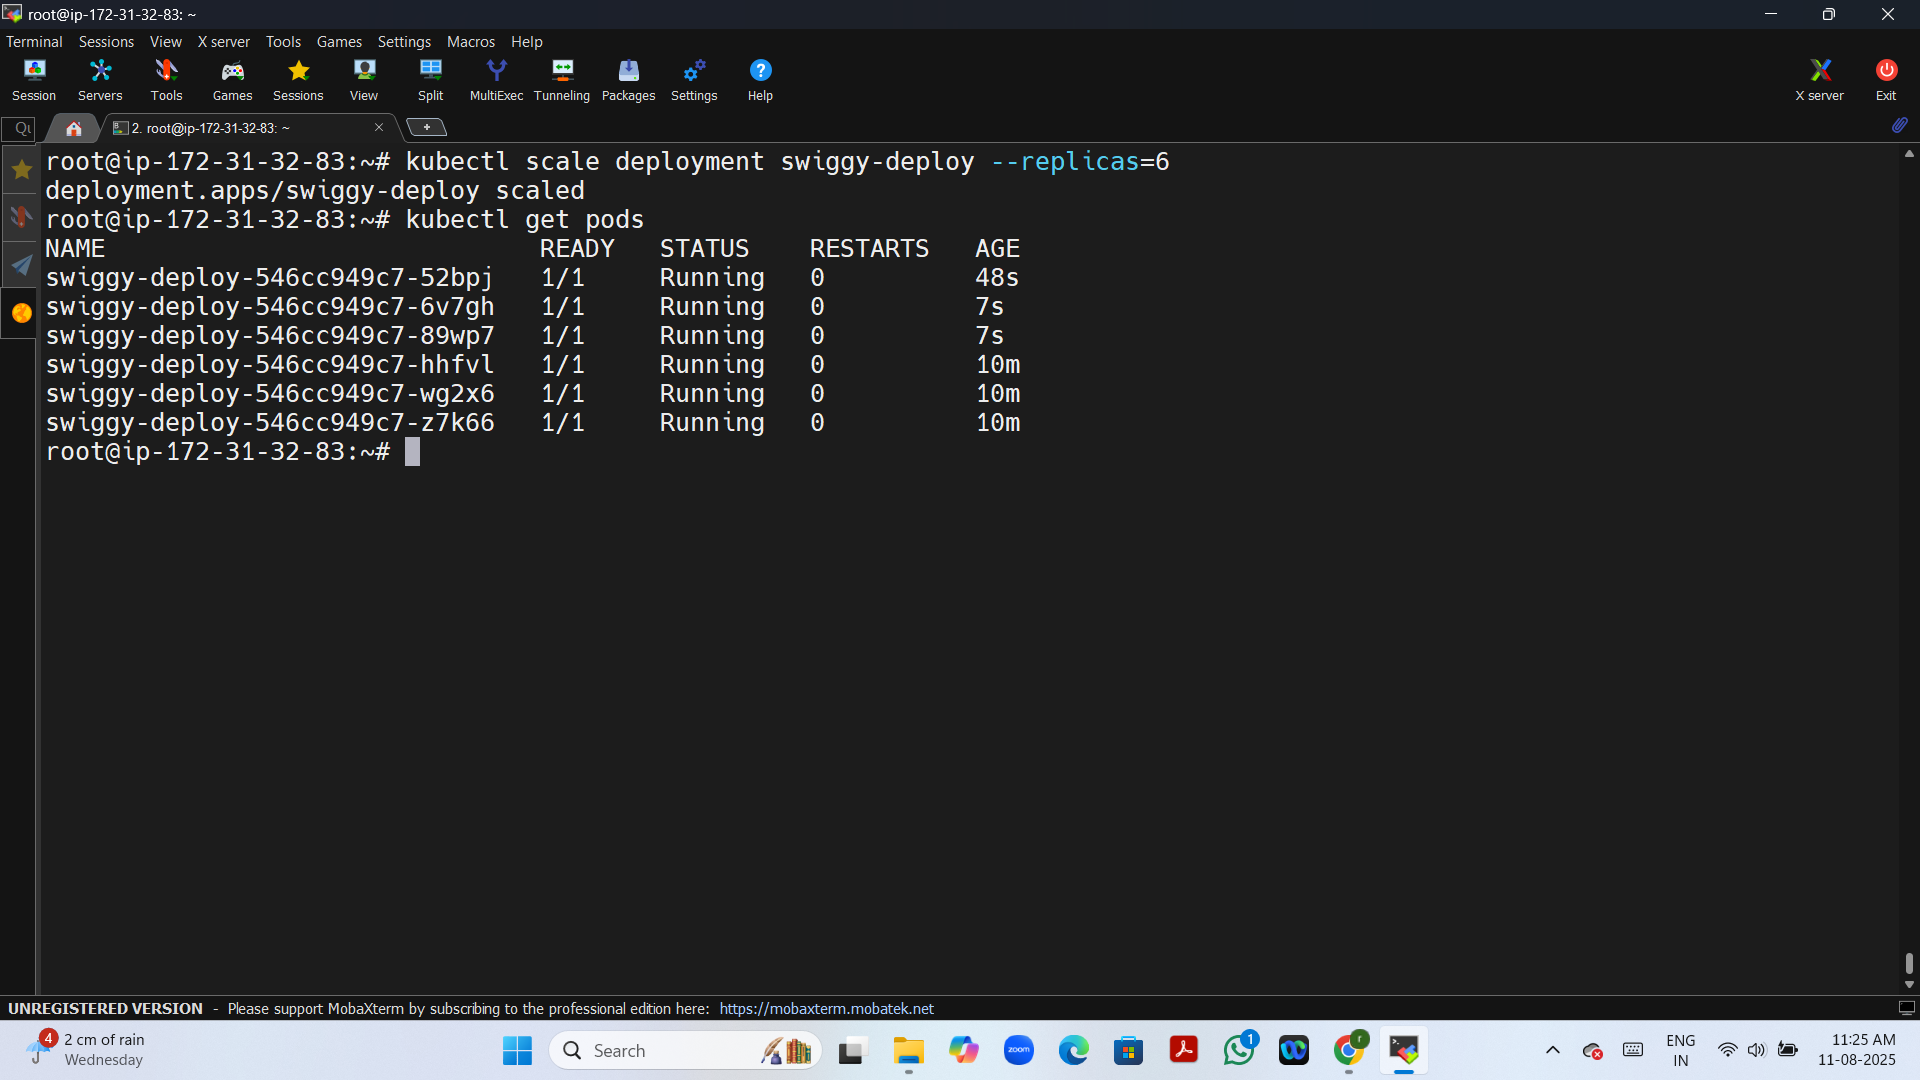 root@ip-172-31-32-83: ~
Terminal Sessions View X server Tools Games Settings Macros Help
Session Servers Tools Games Sessions View Split MultiExec Tunneling Packages Settings Help X server Exit
2. root@ip-172-31-32-83: ~
root@ip-172-31-32-83:~# kubectl scale deployment swiggy-deploy --replicas=6
deployment.apps/swiggy-deploy scaled
root@ip-172-31-32-83:~# kubectl get pods
NAME READY STATUS RESTARTS AGE
swiggy-deploy-546cc949c7-52bpj 1/1 Running 0 48s
swiggy-deploy-546cc949c7-6v7gh 1/1 Running 0 7s
swiggy-deploy-546cc949c7-89wp7 1/1 Running 0 7s
swiggy-deploy-546cc949c7-hhfvl 1/1 Running 0 10m
swiggy-deploy-546cc949c7-wg2x6 1/1 Running 0 10m
swiggy-deploy-546cc949c7-z7k66 1/1 Running 0 10m
root@ip-172-31-32-83:~#
UNREGISTERED VERSION - Please support MobaXterm by subscribing to the professional edition here: https://mobaxterm.mobatek.net
4 2 cm of rain
Wednesday
Search
zoom
1
r
ENG
IN
11:25 AM
11-08-2025